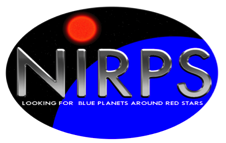 NIRPS
LOOKING FOR BLUE PLANETS AROUND RED STARS